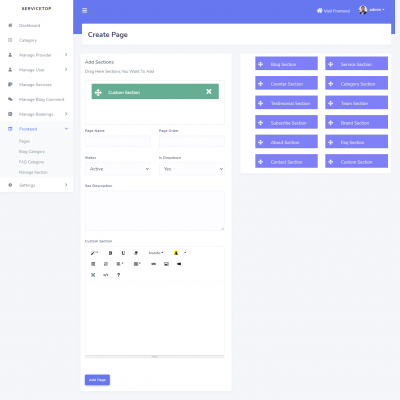 SERVICETOP
Visit Frontend
admin
Dashboard
Category
Manage Provider
Manage User
Manage Services
Manage Blog Comment
Manage Bookings
Frontend
Pages
Blog Category
FAQ Category
Manage Section
Settings
Create Page
Add Sections
Drag Here Sections You Want To Add
Custom Section
Page Name
Page Order
Status
Is Dropdown
Active
Yes
Seo Description
Custom Section
B U
A
?
Add Page
Blog Section
Service Section
Counter Section
Category Section
Testimonial Section
Team Section
Subscribe Section
Brand Section
About Section
Faq Section
Contact Section
Custom Section